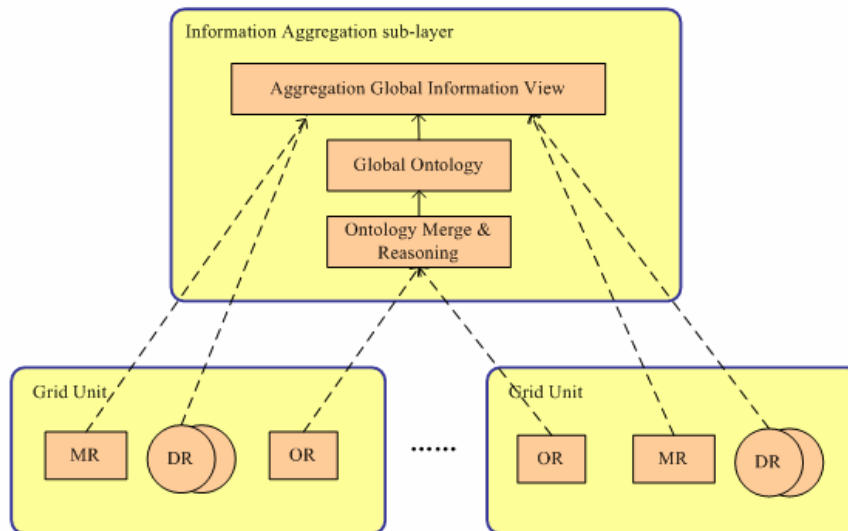 Information Aggregation sub-layer
Aggregation Global Information View
Global Ontology
Ontology Merge &
Reasoning
Grid Unit
MR
DR
OR
......
Grid Unit
OR
MR
DR